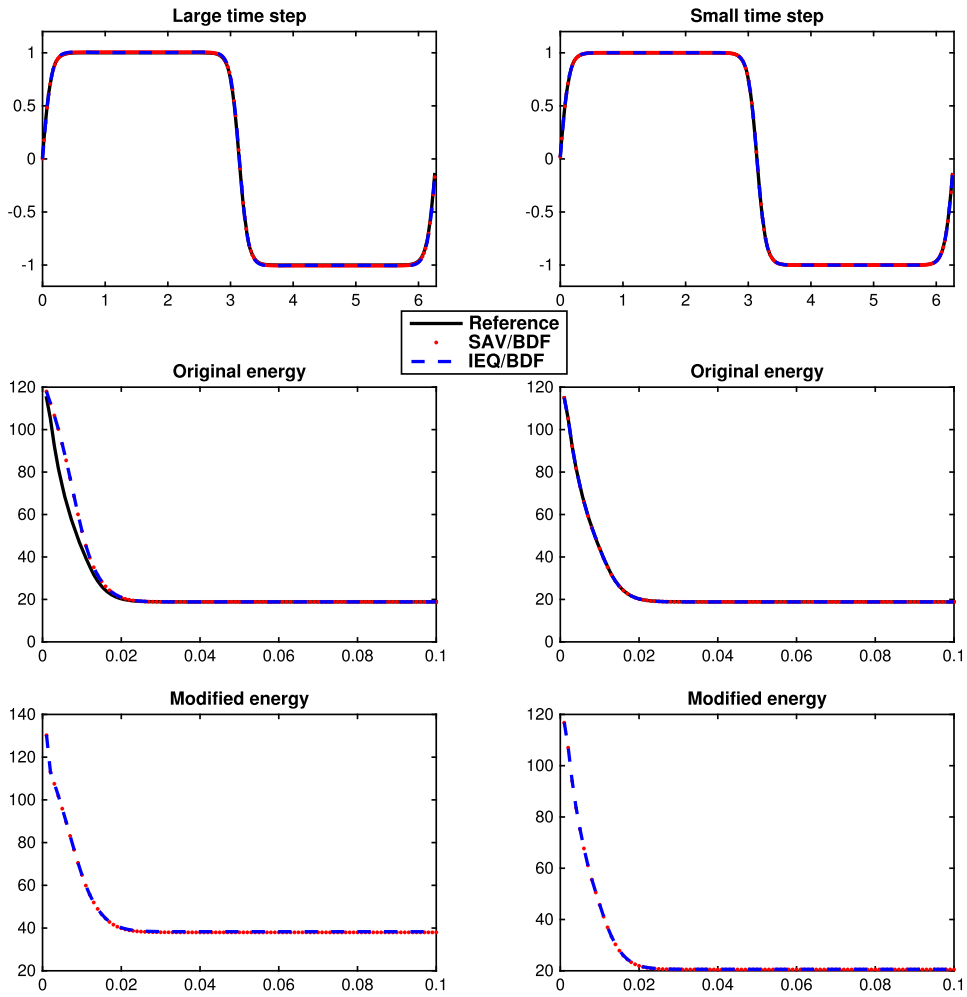 Large time step
Small time step
1
0.5
0
-0.5
-1
0 1 2 3 4 5 6
1
0.5
0
-0.5
-1
0 1 2 3 4 5 6
Reference
SAV/BDF
IEQ/BDF
Original energy
Original energy
120
100
80
60
40
20
0
0 0.02 0.04 0.06 0.08 0.1
120
100
80
60
40
20
0
0 0.02 0.04 0.06 0.08 0.1
Modified energy
Modified energy
140
120
100
80
60
40
20
0 0.02 0.04 0.06 0.08 0.1
120
100
80
60
40
20
0 0.02 0.04 0.06 0.08 0.1